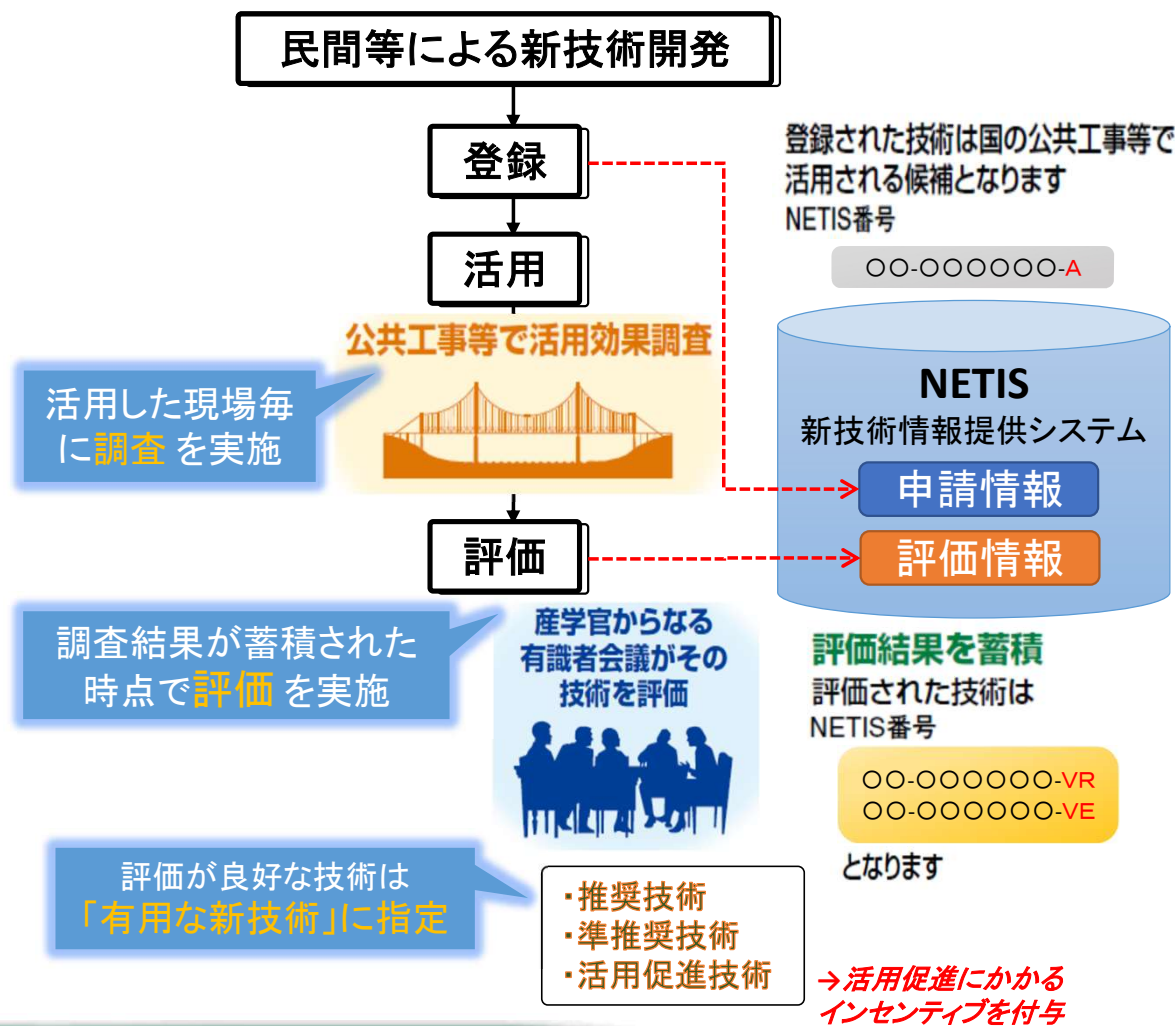 民間等による新技術開発
登録
登録された技術は国の公共工事等で
活用される候補となります
NETIS番号
〇〇-〇〇〇〇〇〇-A
活用
公共工事等で活用効果調査
活用した現場毎
に調査 を実施
NETIS
新技術情報提供システム
申請情報
評価情報
評価
調査結果が蓄積された
時点で評価 を実施
産学官からなる
有識者会議がその
技術を評価
評価結果を蓄積
評価された技術は
NETIS番号
〇〇-〇〇〇〇〇〇-VR
〇〇-〇〇〇〇〇〇-VE
となります
評価が良好な技術は
「有用な新技術」に指定
・推奨技術
・準推奨技術
・活用促進技術
→活用促進にかかる
インセンティブを付与